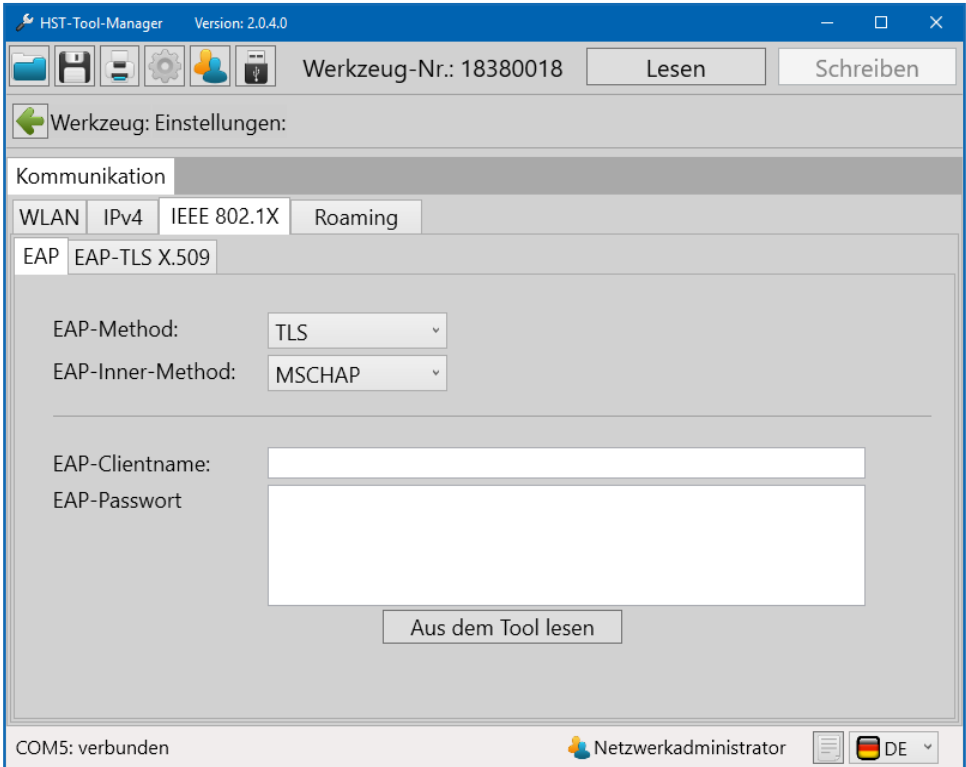 HST-Tool-Manager Version: 2.0.4.0
Werkzeug-Nr.: 18380018 Lesen Schreiben
Werkzeug: Einstellungen:
Kommunikation
WLAN IPv4 IEEE 802.1X Roaming
EAP EAP-TLS X.509
EAP-Method: TLS
EAP-Inner-Method: MSCHAP
EAP-Clientname:
EAP-Passwort
Aus dem Tool lesen
COM5: verbunden Netzwerkadministrator DE